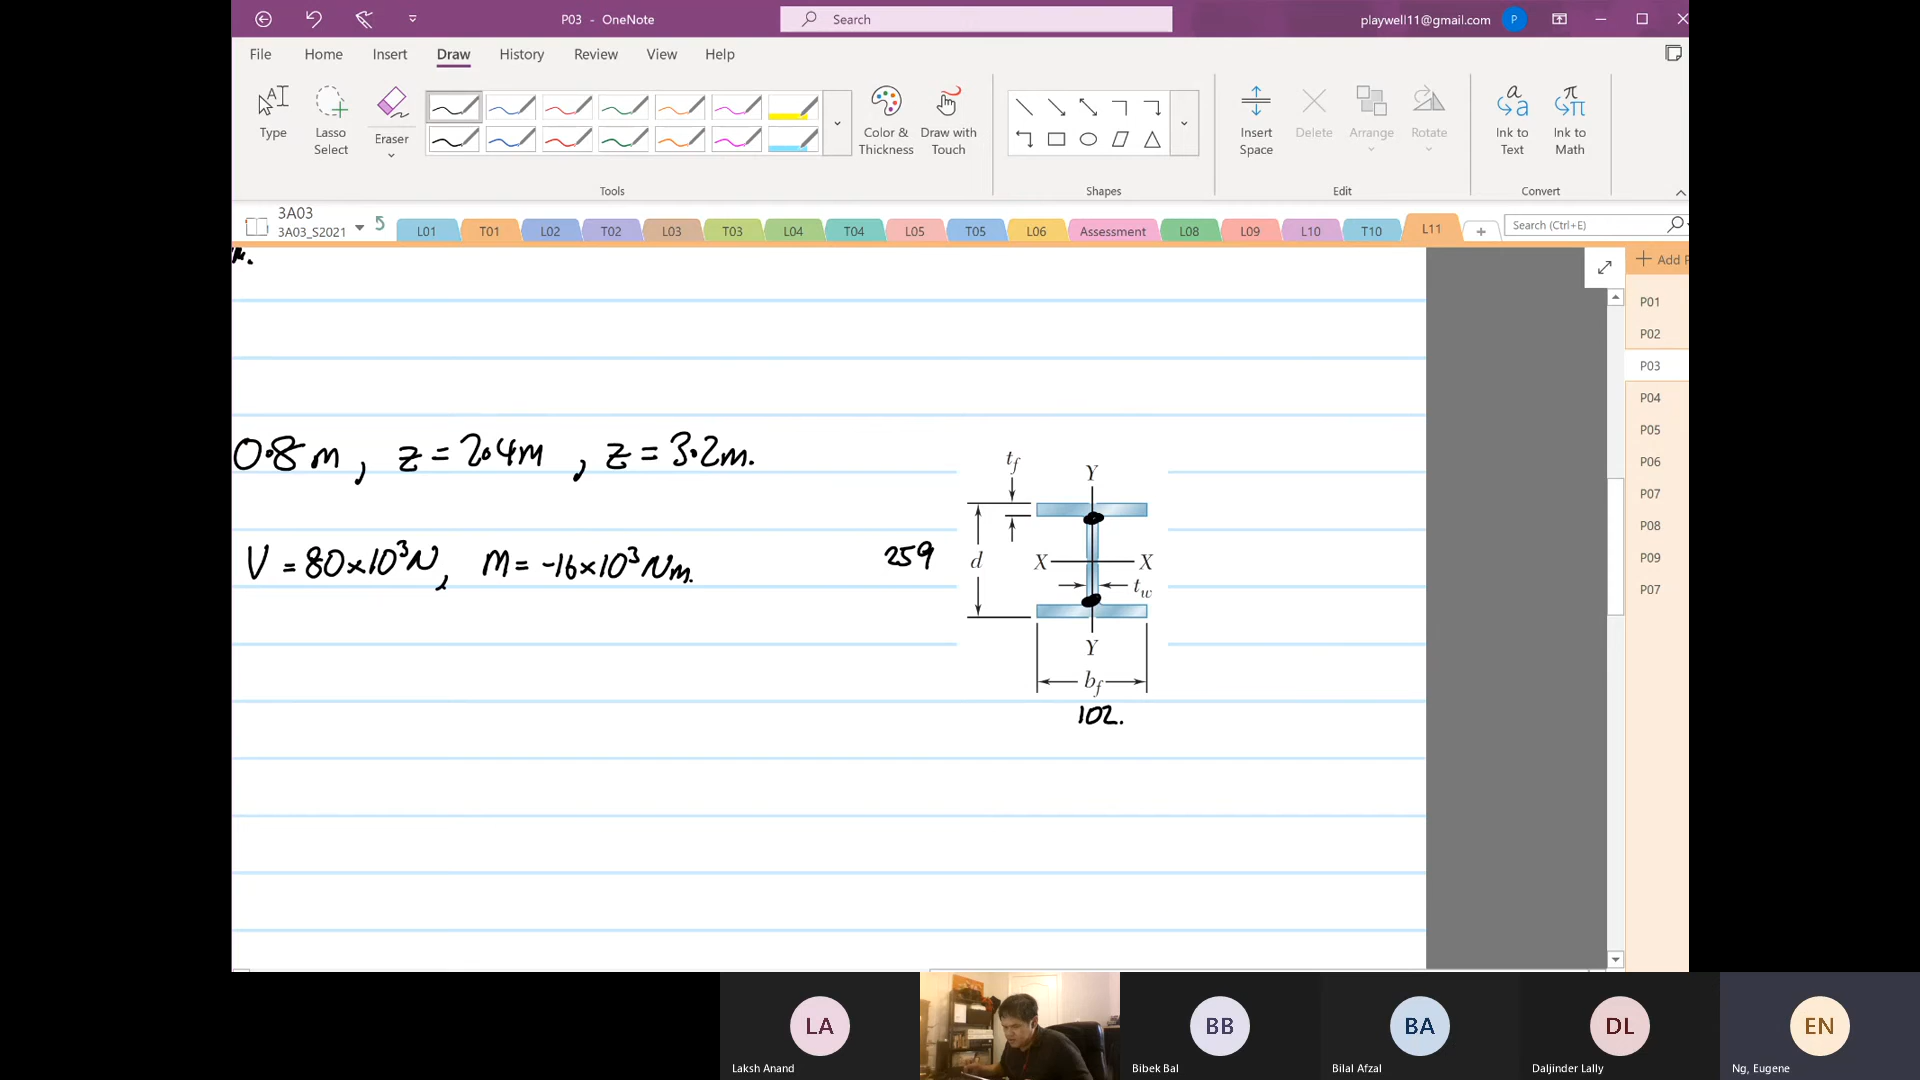 P03 - OneNote
Search
playwell11@gmail.com
P
File Home Insert Draw History Review View Help
Type
Lasso Select
Eraser
Color & Thickness
Draw with Touch
Insert Space
Delete
Arrange
Rotate
Ink to Text
Ink to Math
Tools
Shapes
Edit
Convert
3A03
3A03_S2021
L01 T01 L02 T02 L03 T03 L04 T04 L05 T05 L06 Assessment L08 L09 L10 T10 L11
Search (Ctrl+E)
Add P
P01
P02
P03
P04
P05
P06
P07
P08
P09
P07
0.8m, z = 2.4m, z = 3.2m.
V = 80×10³N, M = -16×10³Nm.
259
t_f
Y
d
X X
t_w
Y
b_f
102.
LA
BB
BA
DL
EN
Laksh Anand
Bibek Bal
Bilal Afzal
Daljinder Lally
Ng, Eugene